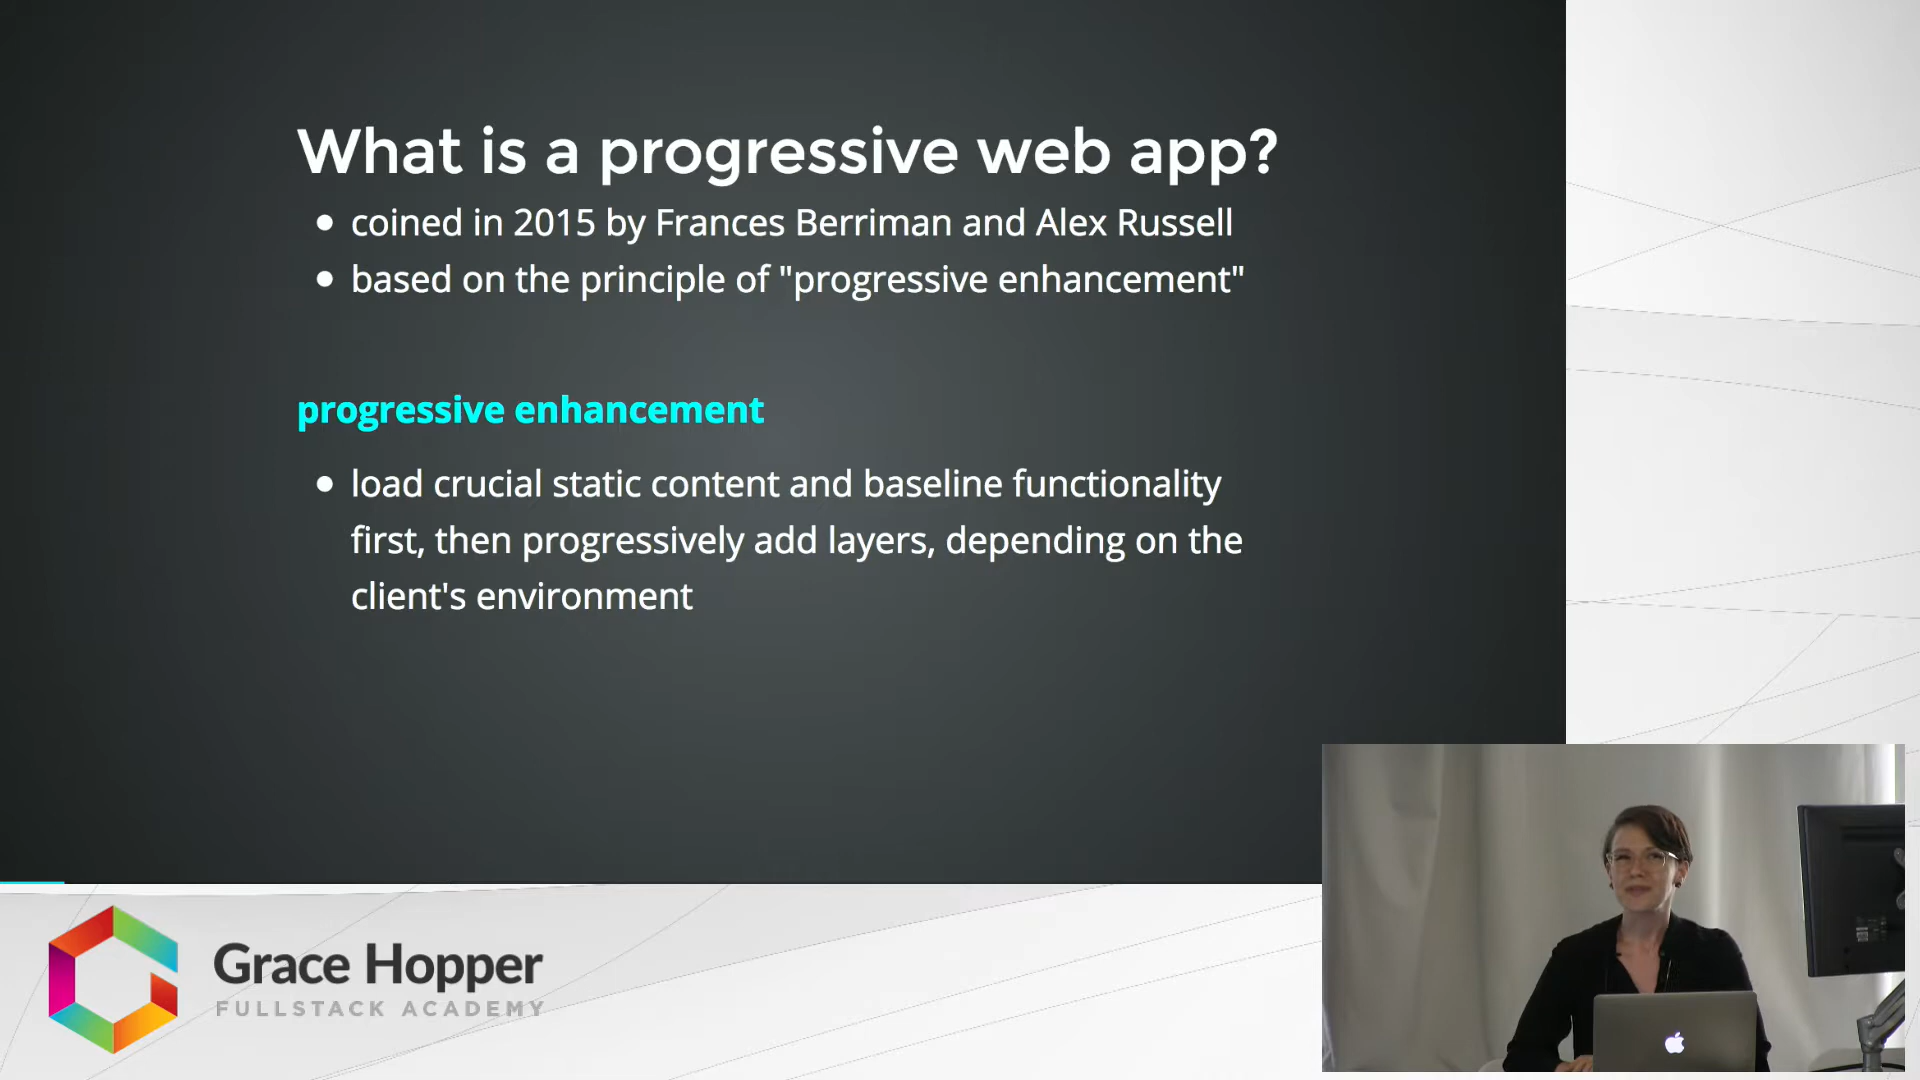 What is a progressive web app?
• coined in 2015 by Frances Berriman and Alex Russell
• based on the principle of "progressive enhancement"
progressive enhancement
• load crucial static content and baseline functionality
first, then progressively add layers, depending on the
client's environment
Grace Hopper
FULLSTACK ACADEMY